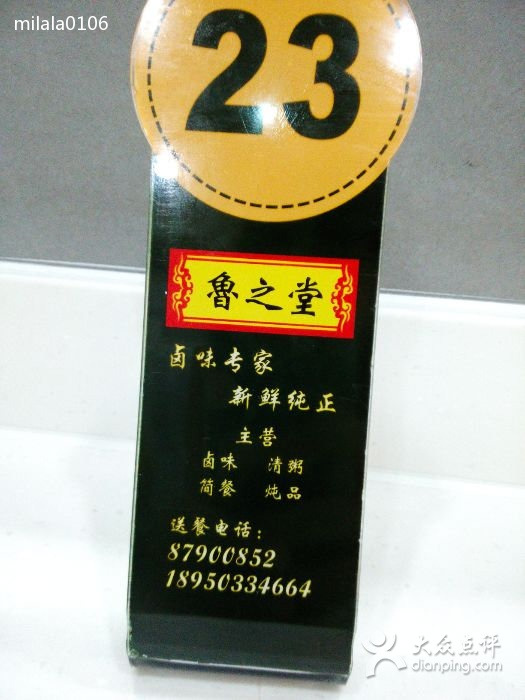 milala0106
23
魯之堂
卤味专家
新鲜纯正
主营
卤味 清粥
简餐 炖品
送餐电话：
87900852
18950334664
大众点评
dianping.com